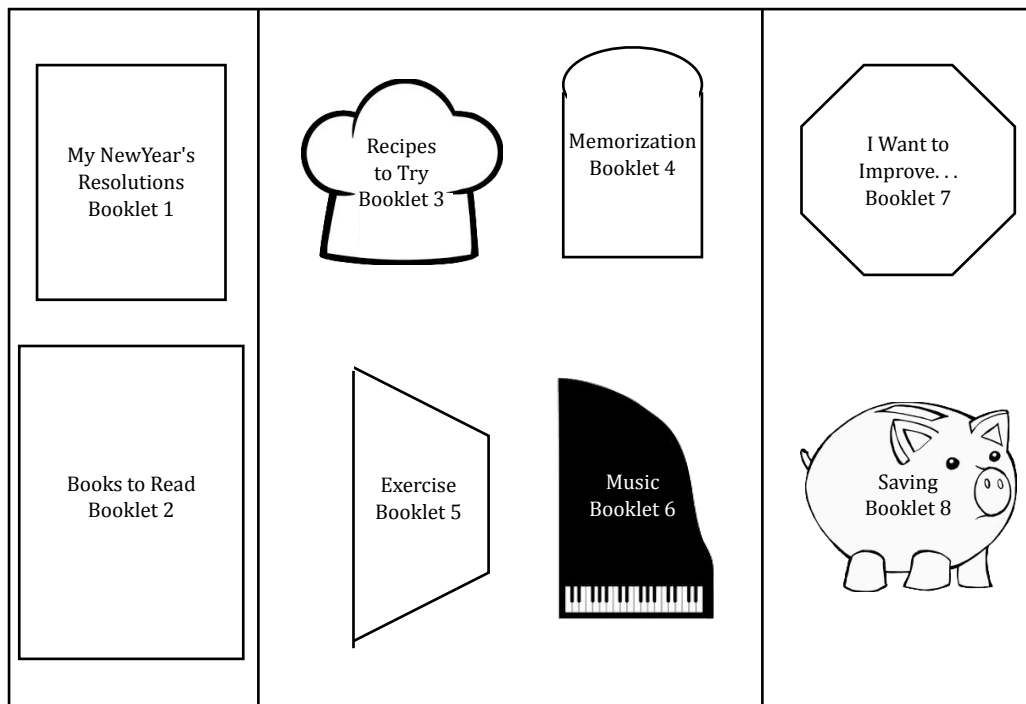 My NewYear's
Resolutions
Booklet 1
Recipes
to Try
Booklet 3
Memorization
Booklet 4
I Want to
Improve. . .
Booklet 7
Books to Read
Booklet 2
Exercise
Booklet 5
Music
Booklet 6
Saving
Booklet 8